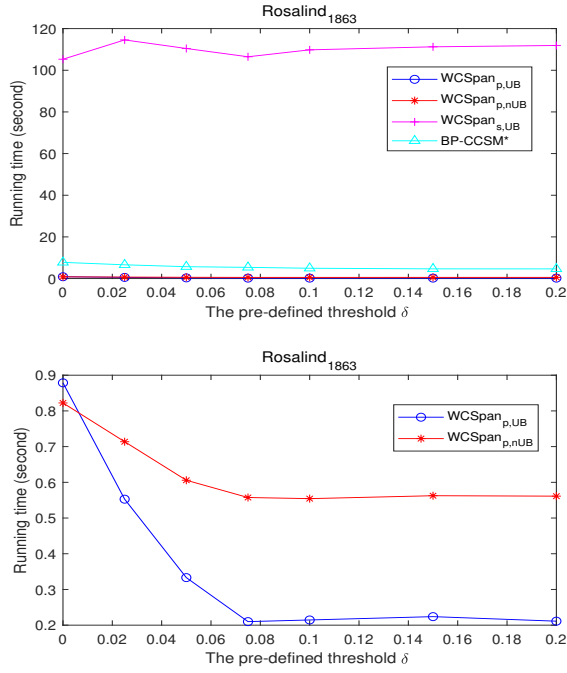 Rosalind1863
120
100
80
60
40
20
0
Running time (second)
WCSpanp,UB
WCSpanp,nUB
WCSpans,UB
BP-CCSM*
0 0.02 0.04 0.06 0.08 0.1 0.12 0.14 0.16 0.18 0.2
The pre-defined threshold δ
Rosalind1863
0.9
0.8
0.7
0.6
0.5
0.4
0.3
0.2
Running time (second)
WCSpanp,UB
WCSpanp,nUB
0 0.02 0.04 0.06 0.08 0.1 0.12 0.14 0.16 0.18 0.2
The pre-defined threshold δ